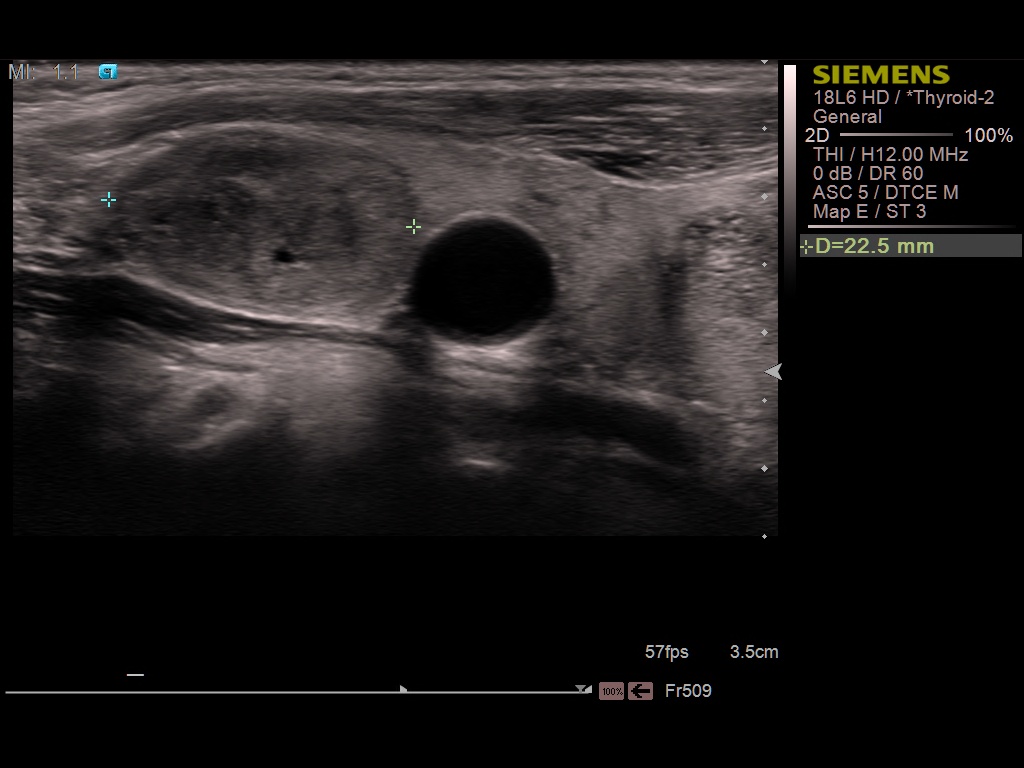 MI: 1.1
SIEMENS
18L6 HD / *Thyroid-2
General
2D 100%
THI / H12.00 MHz
0 dB / DR 60
ASC 5 / DTCE M
Map E / ST 3
D=22.5 mm
57fps 3.5cm
100% Fr509